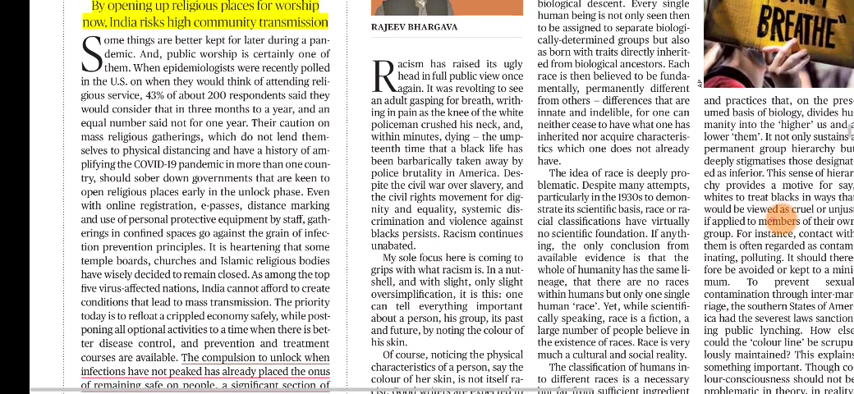 By opening up religious places for worship
now, India risks high community transmission
Some things are better kept for later during a pan-
demic. And, public worship is certainly one of
them. When epidemiologists were recently polled
in the U.S. on when they would think of attending reli-
gious service, 43% of about 200 respondents said they
would consider that in three months to a year, and an
equal number said not for one year. Their caution on
mass religious gatherings, which do not lend them-
selves to physical distancing and have a history of am-
plifying the COVID-19 pandemic in more than one coun-
try, should sober down governments that are keen to
open religious places early in the unlock phase. Even
with online registration, e-passes, distance marking
and use of personal protective equipment by staff, gath-
erings in confined spaces go against the grain of infec-
tion prevention principles. It is heartening that some
temple boards, churches and Islamic religious bodies
have wisely decided to remain closed. As among the top
five virus-affected nations, India cannot afford to create
conditions that lead to mass transmission. The priority
today is to refloat a crippled economy safely, while post-
poning all optional activities to a time when there is bet-
ter disease control, and prevention and treatment
courses are available. The compulsion to unlock when
infections have not peaked has already placed the onus
of remaining safe on people, a significant section of
RAJEEV BHARGAVA
Racism has raised its ugly
head in full public view once
again. It was revolting to see
an adult gasping for breath, writh-
ing in pain as the knee of the white
policeman crushed his neck, and,
within minutes, dying – the ump-
teenth time that a black life has
been barbarically taken away by
police brutality in America. Des-
pite the civil war over slavery, and
the civil rights movement for dig-
nity and equality, systemic dis-
crimination and violence against
blacks persists. Racism continues
unabated.
My sole focus here is coming to
grips with what racism is. In a nut-
shell, and with slight, only slight
oversimplification, it is this: one
can tell everything important
about a person, his group, its past
and future, by noting the colour of
his skin.
Of course, noticing the physical
characteristics of a person, say the
colour of her skin, is not itself ra-
cist. Good writers are expected to
biological descent. Every single
human being is not only seen then
to be assigned to separate biologi-
cally-determined groups but also
as born with traits directly inherit-
ed from biological ancestors. Each
race is then believed to be funda-
mentally, permanently different
from others – differences that are
innate and indelible, for one can
neither cease to have what one has
inherited nor acquire characteris-
tics which one does not already
have.
The idea of race is deeply pro-
blematic. Despite many attempts,
particularly in the 1930s to demon-
strate its scientific basis, race or ra-
cial classifications have virtually
no scientific foundation. If anyth-
ing, the only conclusion from
available evidence is that the
whole of humanity has the same li-
neage, that there are no races
within humans but only one single
human 'race'. Yet, while scientifi-
cally speaking, race is a fiction, a
large number of people believe in
the existence of races. Race is very
much a cultural and social reality.
The classification of humans in-
to different races is a necessary
but far from sufficient ingredient
BREATHE"
AP
and practices that, on the pres-
umed basis of biology, divides hu
manity into the 'higher' us and
lower 'them'. It not only sustains
permanent group hierarchy but
deeply stigmatises those designat
ed as inferior. This sense of hierar
chy provides a motive for say,
whites to treat blacks in ways that
would be viewed as cruel or unjus
if applied to members of their own
group. For instance, contact with
them is often regarded as contam
inating, polluting. It should there
fore be avoided or kept to a mini
mum. To prevent sexual
contamination through inter-mar
riage, the southern States of Amer
ica had the severest laws sanction
ing public lynching. How else
could the 'colour line' be scrupu
lously maintained? This explains
something important. Though co
lour-consciousness should not be
problematic in theory, in reality